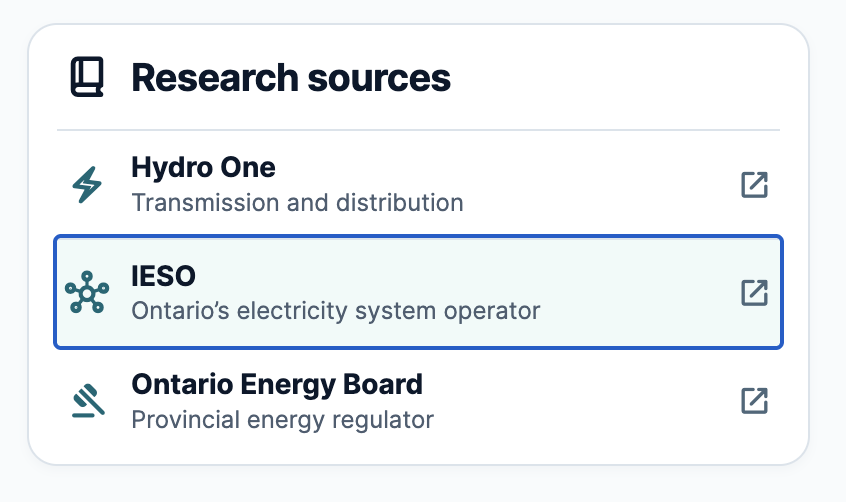 Research sources
Hydro One
Transmission and distribution
IESO
Ontario’s electricity system operator
Ontario Energy Board
Provincial energy regulator